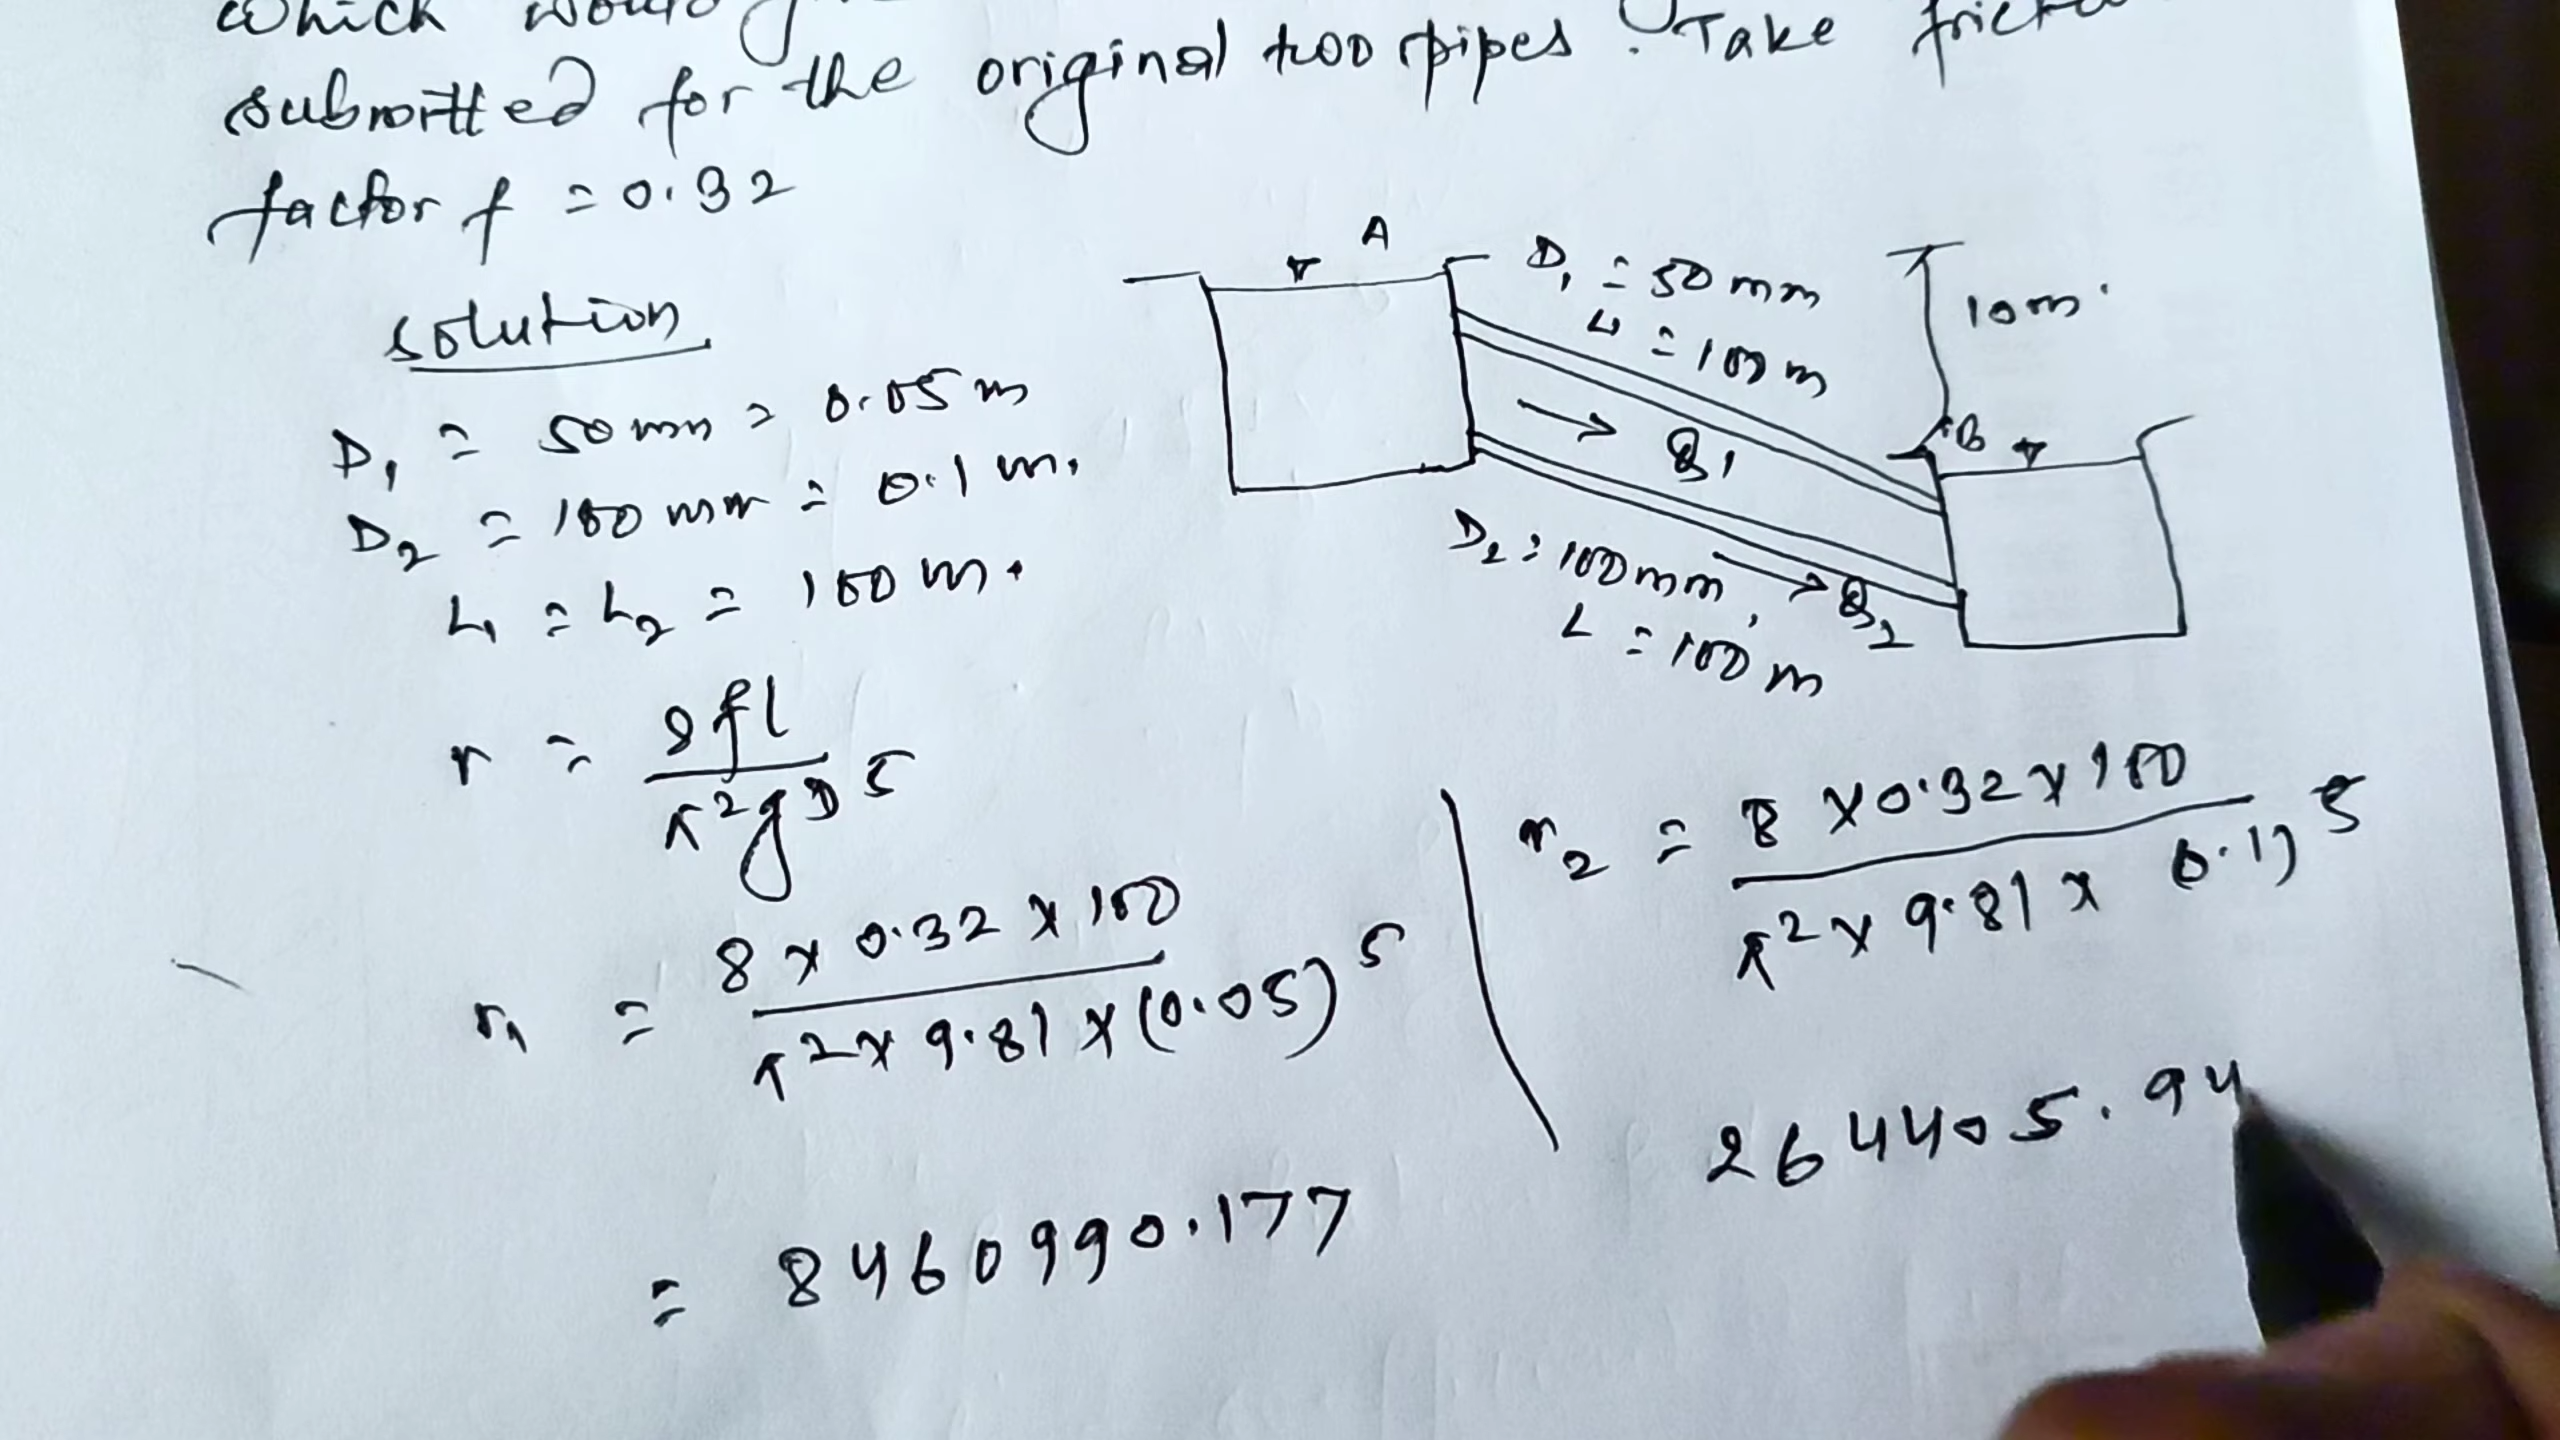 which would
submitted for the original two pipes. Take
factor f = 0.32
solution
D₁ = 50 mm = 0.05 m
D₂ = 100 mm = 0.1 m.
L₁ = L₂ = 100 m.
A
D₁ = 50 mm
L = 100 m
10 m.
B
Q₁
D₂ = 100 mm,
Q₂
L = 100 m
r = 8fl / π²gD5
r₁ = 8 x 0.32 x 100 / π² x 9.81 x (0.05)⁵
= 8460990.177
r₂ = 8 x 0.32 x 100 / π² x 9.81 x 0.1)⁵
264405.94